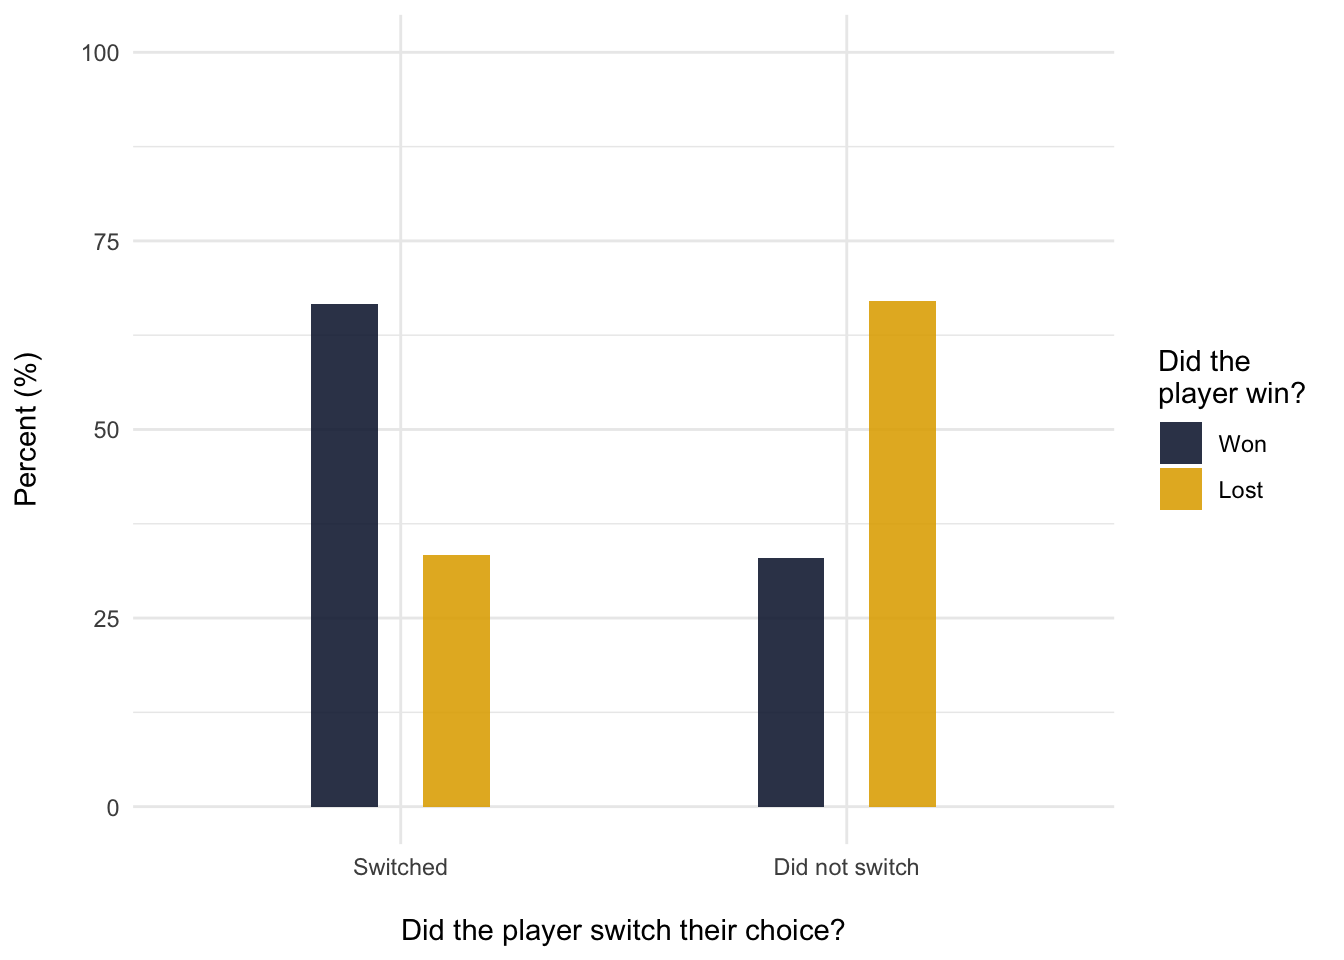 100
75
50
25
0
Percent (%)
Switched
Did not switch
Did the player switch their choice?
Did the
player win?
Won
Lost